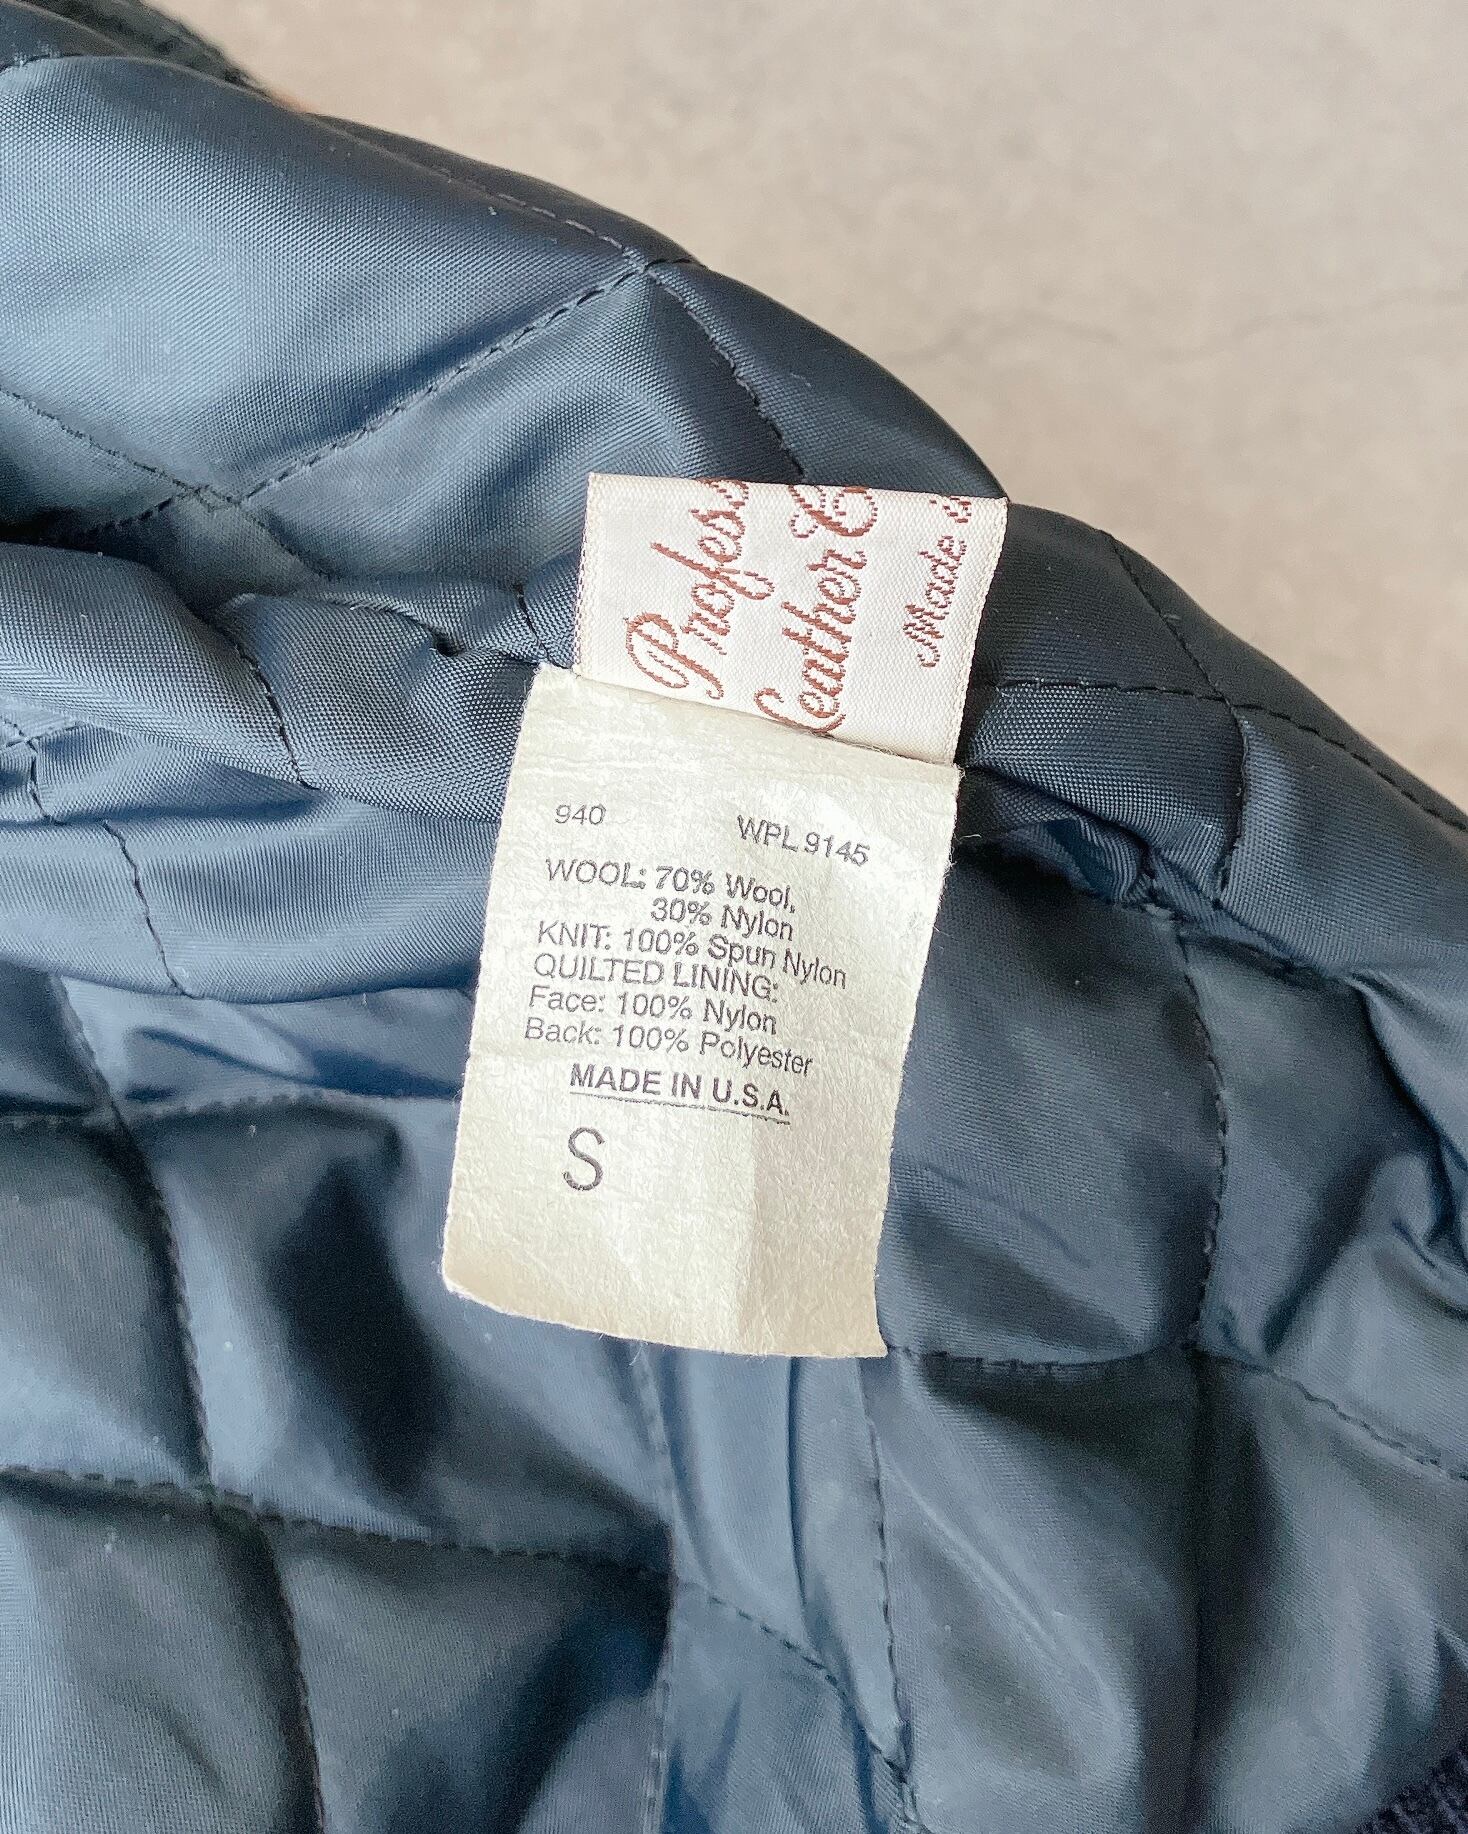 Profess
Leather C
Made
940 WPL 9145
WOOL: 70% Wool,
30% Nylon
KNIT: 100% Spun Nylon
QUILTED LINING:
Face: 100% Nylon
Back: 100% Polyester
MADE IN U.S.A.
S